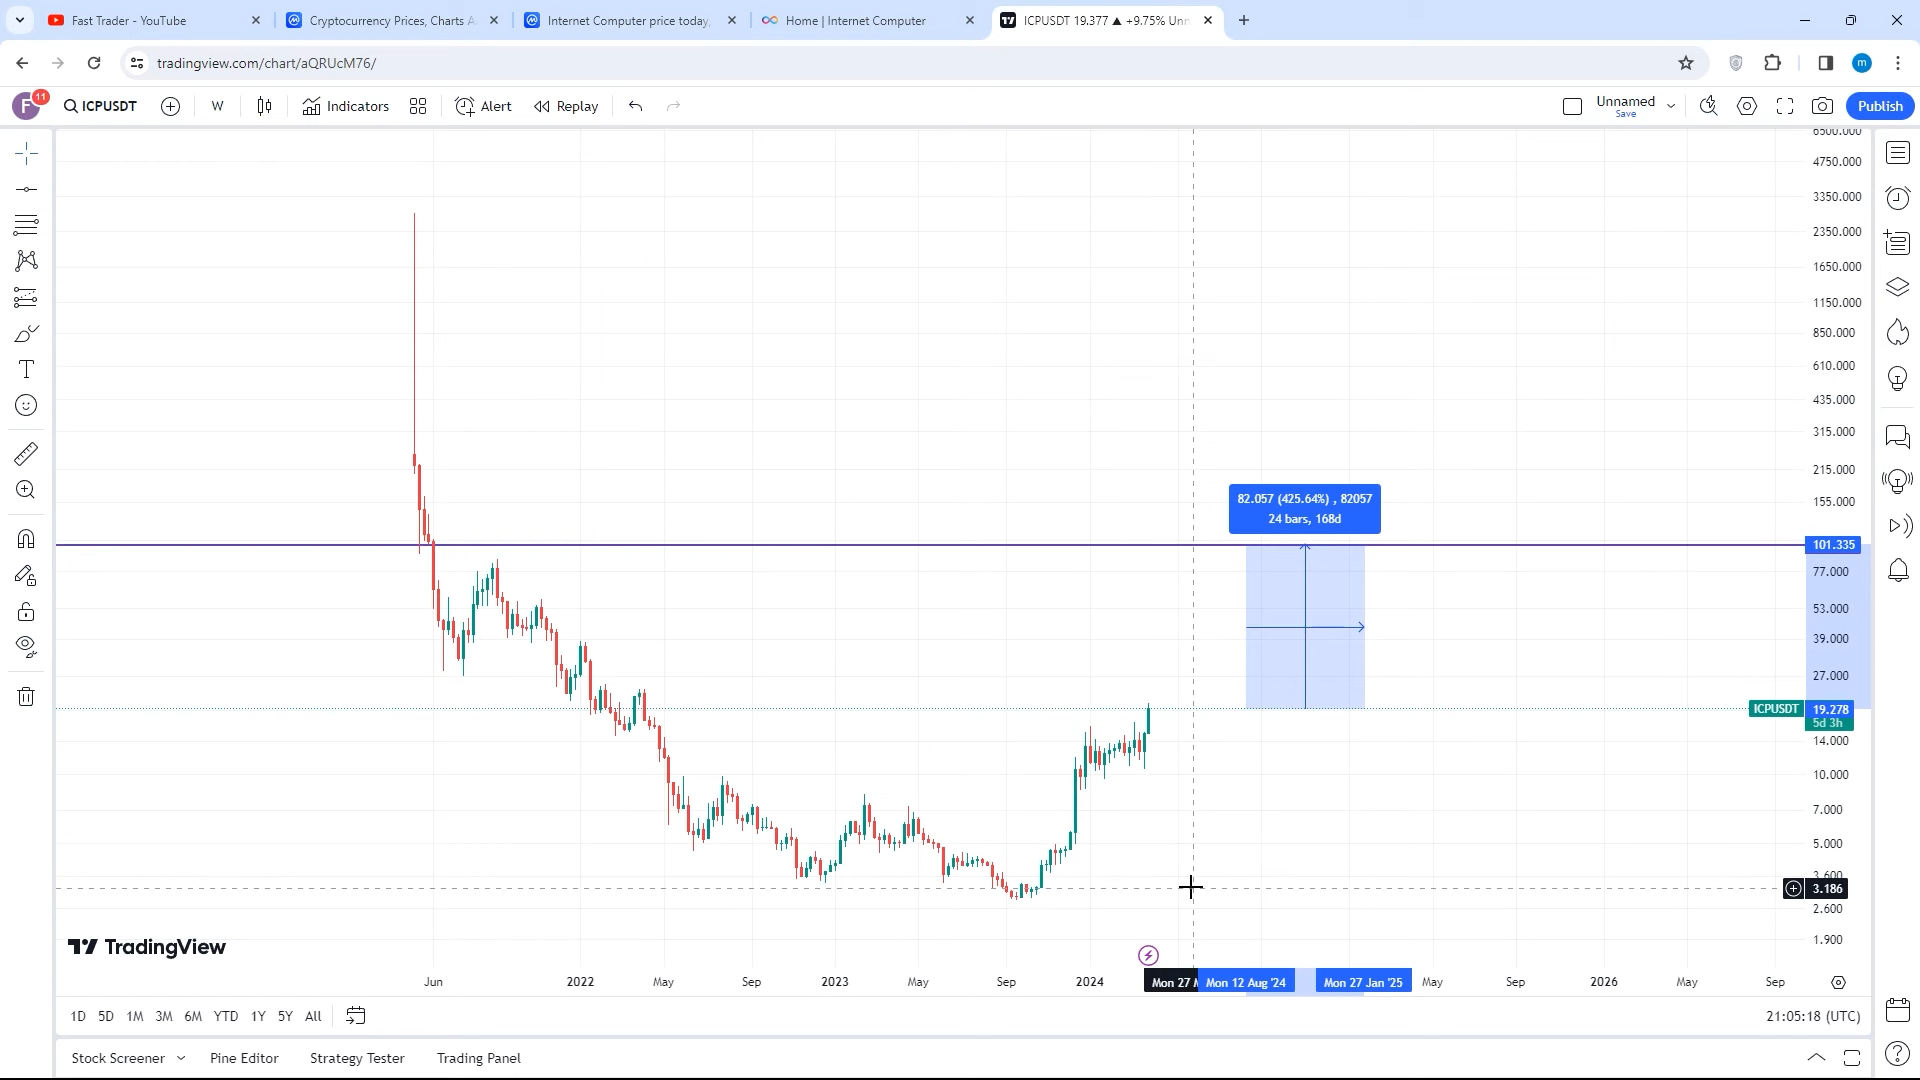 Fast Trader - YouTube
Cryptocurrency Prices, Charts A
Internet Computer price today,
Home | Internet Computer
ICPUSDT 19.377 ▲ +9.75% Unn
tradingview.com/chart/aQRUcM76/
m
F
11
ICPUSDT
W
Indicators
Alert
Replay
Unnamed
Save
Publish
6500.000
4750.000
3350.000
2350.000
1650.000
1150.000
850.000
610.000
435.000
315.000
215.000
155.000
82.057 (425.64%) , 82057
24 bars, 168d
101.335
77.000
53.000
39.000
27.000
ICPUSDT
19.278
5d 3h
14.000
10.000
7.000
5.000
3.600
3.186
2.600
1.900
TradingView
Jun
2022
May
Sep
2023
May
Sep
2024
Mon 27
Mon 12 Aug '24
Mon 27 Jan '25
May
Sep
2026
May
Sep
1D 5D 1M 3M 6M YTD 1Y 5Y All
21:05:18 (UTC)
Stock Screener
Pine Editor
Strategy Tester
Trading Panel